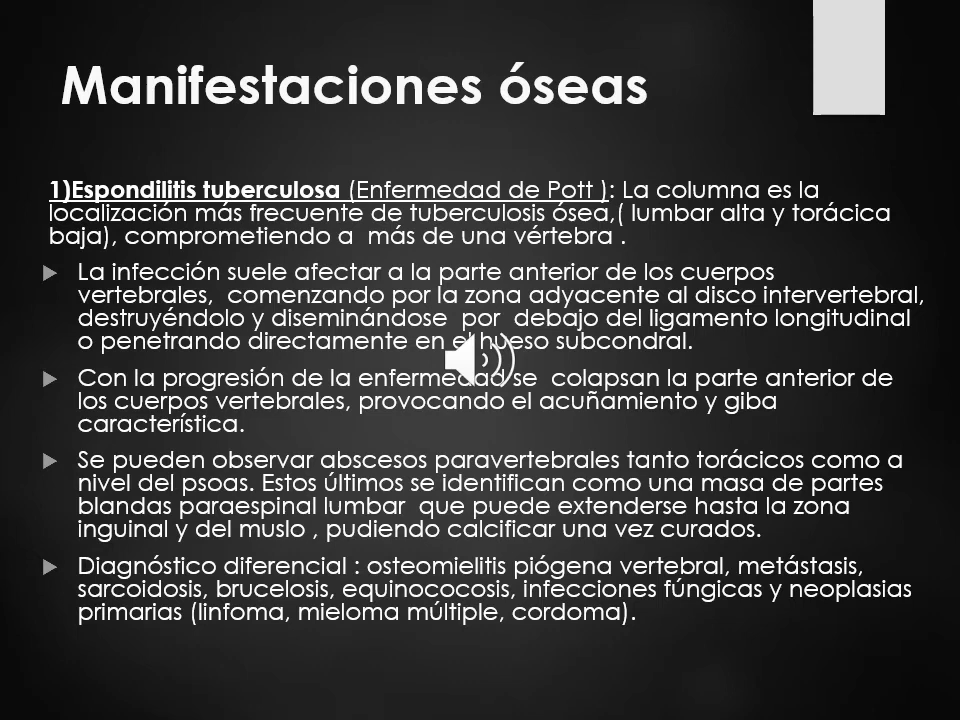 Manifestaciones óseas
1)Espondilitis tuberculosa (Enfermedad de Pott ): La columna es la
localización más frecuente de tuberculosis ósea,( lumbar alta y torácica
baja), comprometiendo a  más de una vértebra .
La infección suele afectar a la parte anterior de los cuerpos
vertebrales,  comenzando por la zona adyacente al disco intervertebral,
destruyéndolo y diseminándose  por  debajo del ligamento longitudinal
o penetrando directamente en el hueso subcondral.
Con la progresión de la enfermedad se  colapsan la parte anterior de
los cuerpos vertebrales, provocando el acuñamiento y giba
característica.
Se pueden observar abscesos paravertebrales tanto torácicos como a
nivel del psoas. Estos últimos se identifican como una masa de partes
blandas paraespinal lumbar  que puede extenderse hasta la zona
inguinal y del muslo , pudiendo calcificar una vez curados.
Diagnóstico diferencial : osteomielitis piógena vertebral, metástasis,
sarcoidosis, brucelosis, equinococosis, infecciones fúngicas y neoplasias
primarias (linfoma, mieloma múltiple, cordoma).